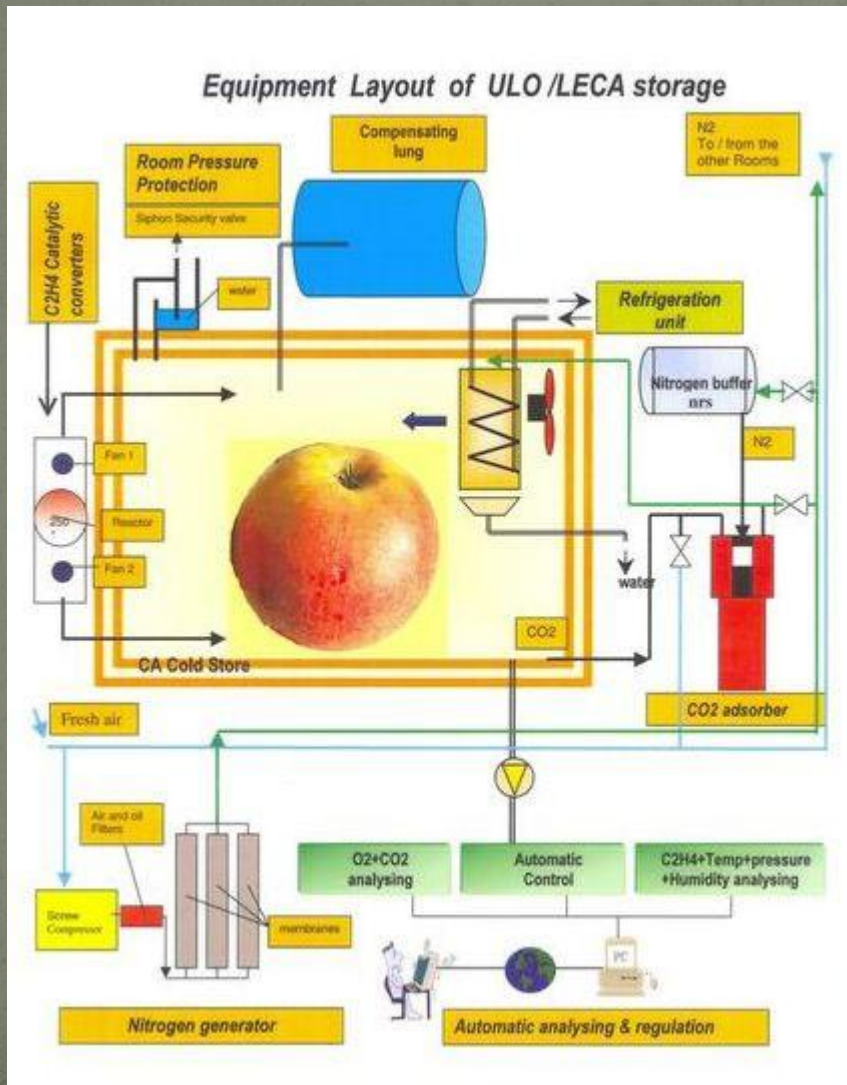 Equipment Layout of ULO /LECA storage
Compensating
lung
N2
To / from the
other Rooms
Room Pressure
Protection
Siphon Security valve
C2H4 Catalytic
converters
water
Refrigeration
unit
Nitrogen buffer
nrs
N2
Fan 1
250
Reactor
Fan 2
water
CO2
CA Cold Store
CO2 adsorber
Fresh air
Air and oil
Filters
O2+CO2
analysing
Automatic
Control
C2H4+Temp+pressure
+Humidity analysing
Screw
Compressor
membranes
PC
Nitrogen generator
Automatic analysing & regulation